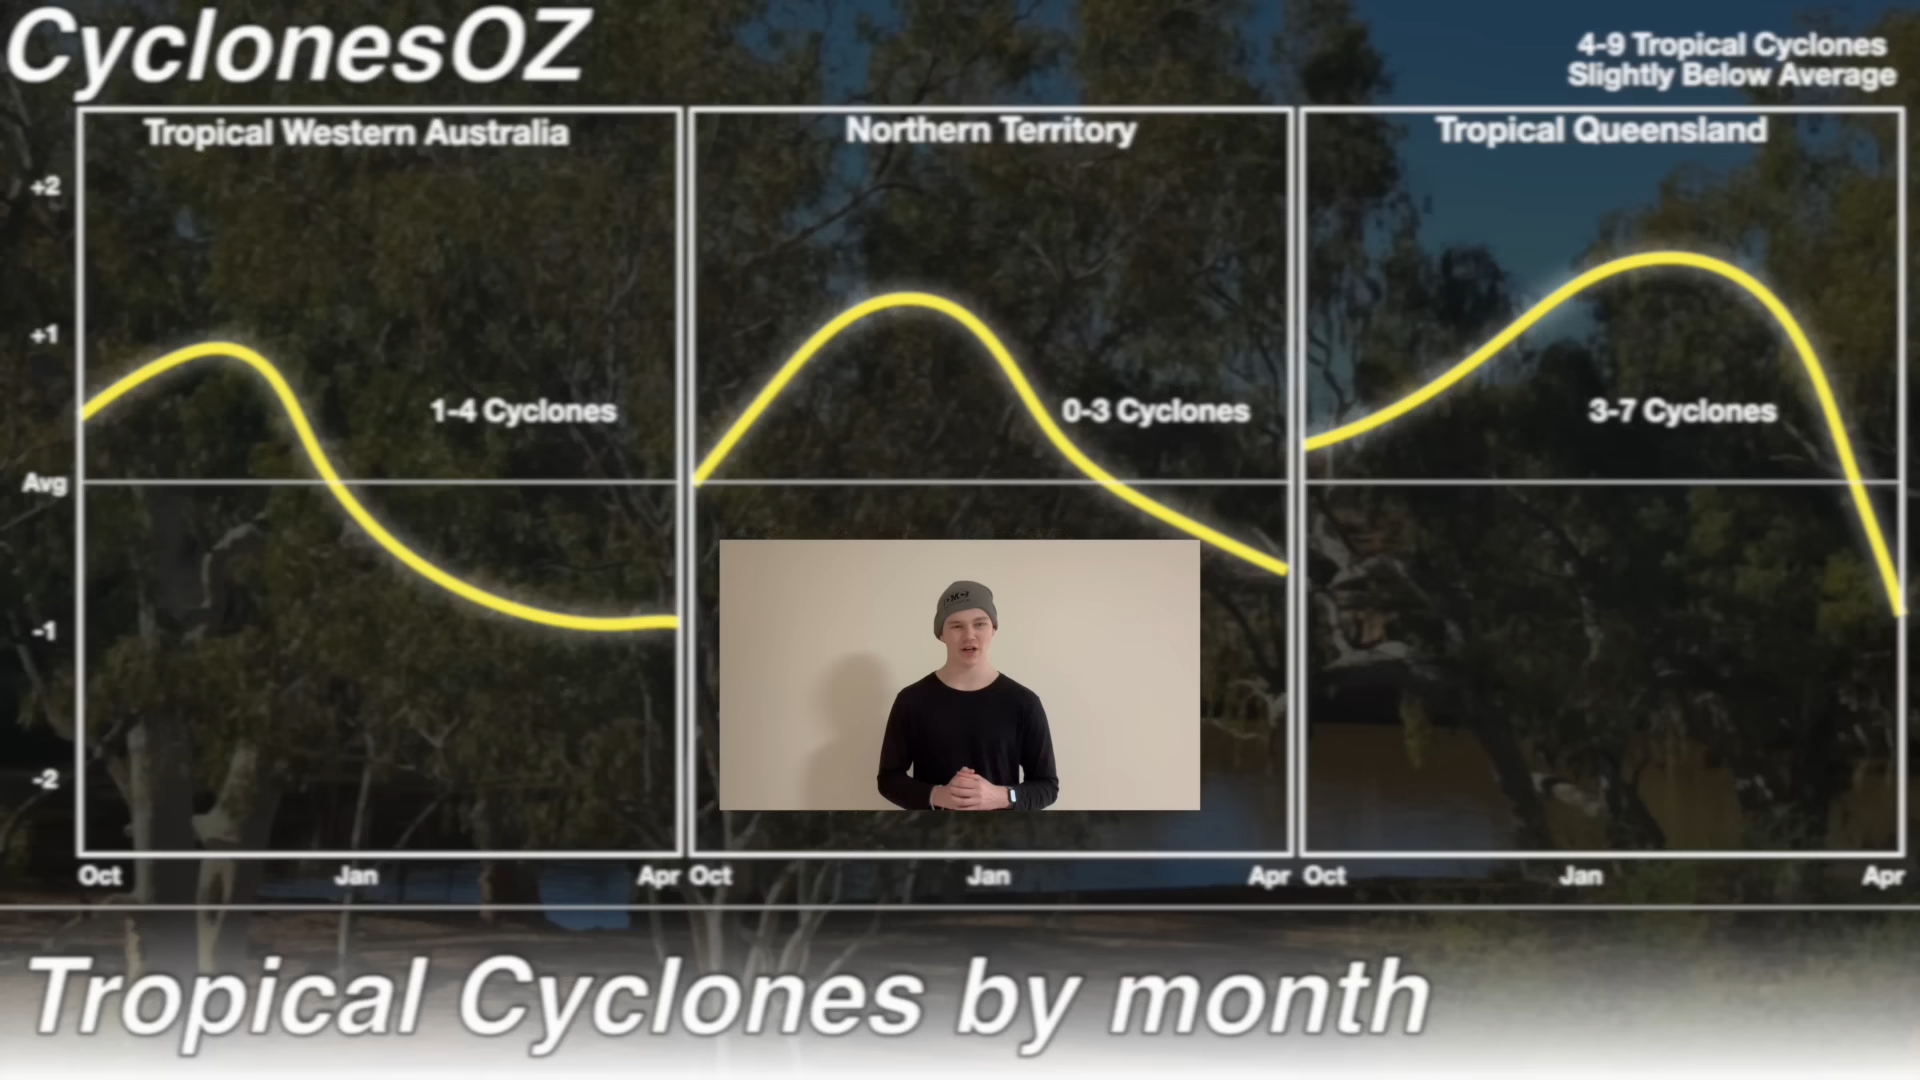 CyclonesOZ
4-9 Tropical Cyclones
Slightly Below Average
Tropical Western Australia
Northern Territory
Tropical Queensland
+2
+1
Avg
-1
-2
1-4 Cyclones
0-3 Cyclones
3-7 Cyclones
Oct Jan Apr
Oct Jan Apr
Oct Jan Apr
Tropical Cyclones by month